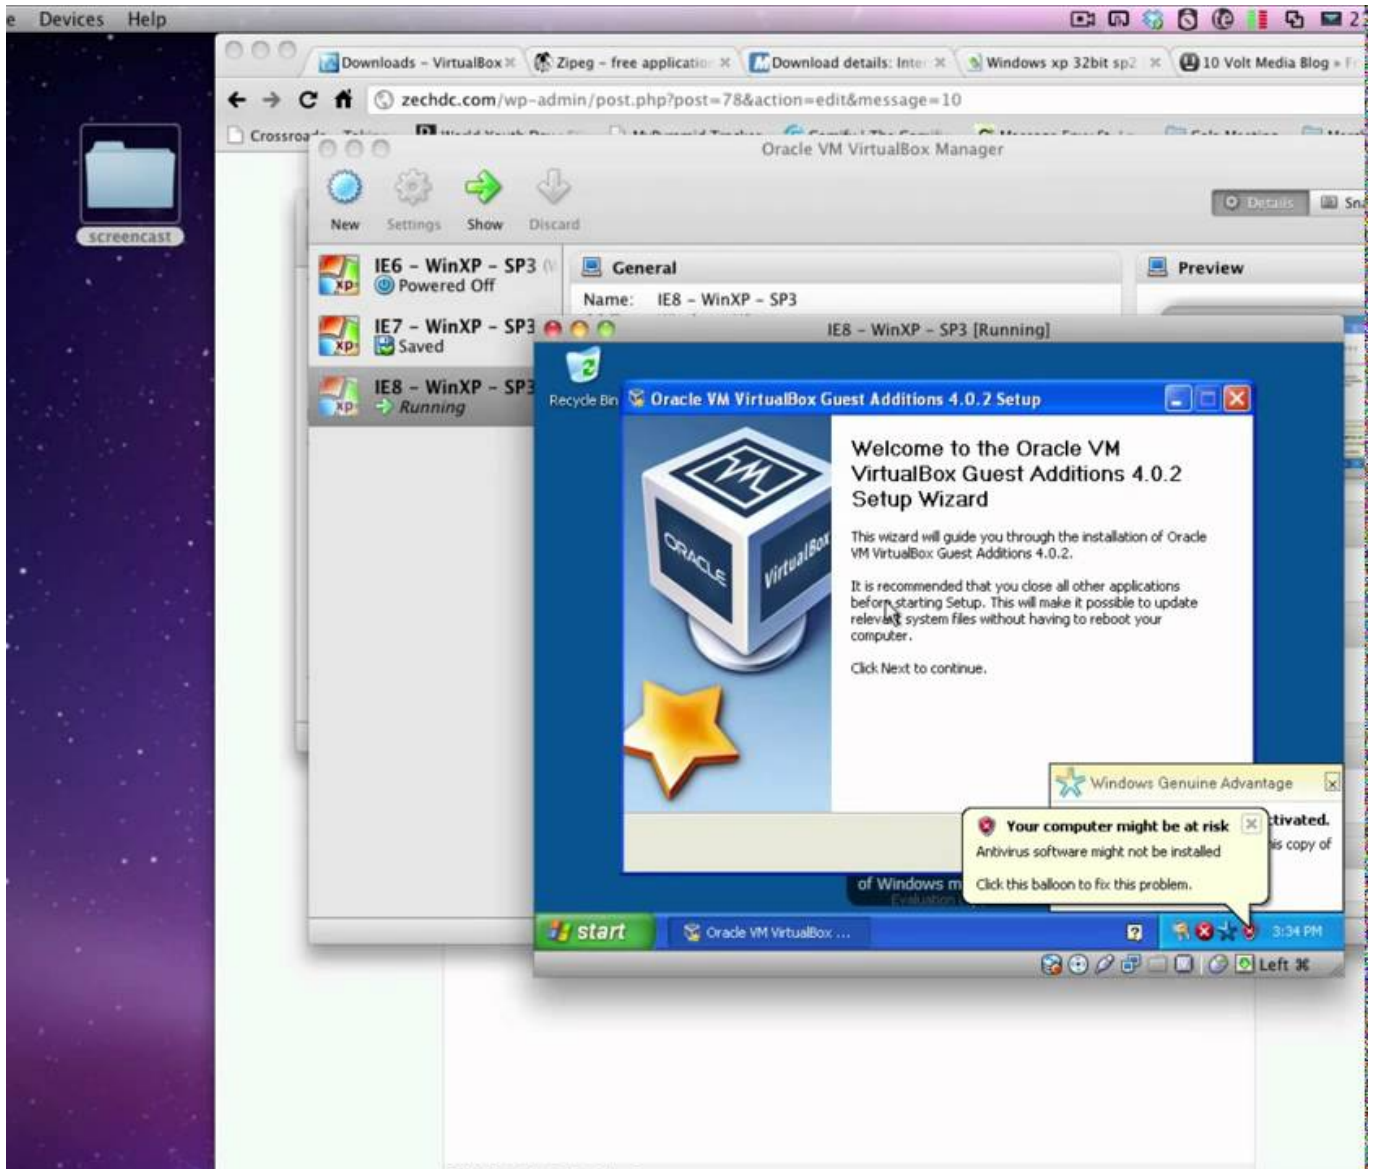 e Devices Help
Downloads – VirtualBox
Zipeg – free application
Download details: Inter
Windows xp 32bit sp2
10 Volt Media Blog »
zechdc.com/wp-admin/post.php?post=78&action=edit&message=10
screencast
Oracle VM VirtualBox Manager
New Settings Show Discard
Details
IE6 – WinXP – SP3
Powered Off
IE7 – WinXP – SP3
Saved
IE8 – WinXP – SP3
Running
General
Name: IE8 – WinXP – SP3
Preview
IE8 – WinXP – SP3 [Running]
Recycle Bin
Oracle VM VirtualBox Guest Additions 4.0.2 Setup
Welcome to the Oracle VM
VirtualBox Guest Additions 4.0.2
Setup Wizard
This wizard will guide you through the installation of Oracle
VM VirtualBox Guest Additions 4.0.2.
It is recommended that you close all other applications
before starting Setup. This will make it possible to update
relevant system files without having to reboot your
computer.
Click Next to continue.
ORACLE
VirtualBox
Windows Genuine Advantage
Your computer might be at risk
Antivirus software might not be installed
Click this balloon to fix this problem.
ctivated.
is copy of
of Windows m
start
Oracle VM VirtualBox ...
3:34 PM
Left ⌘